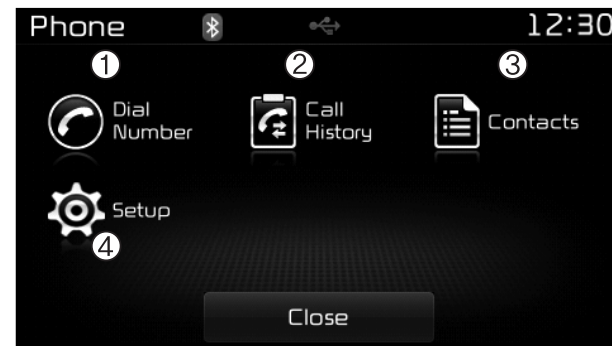 Phone 12:30
① ② ③
Dial
Number
Call
History
Contacts
Setup
④
Close